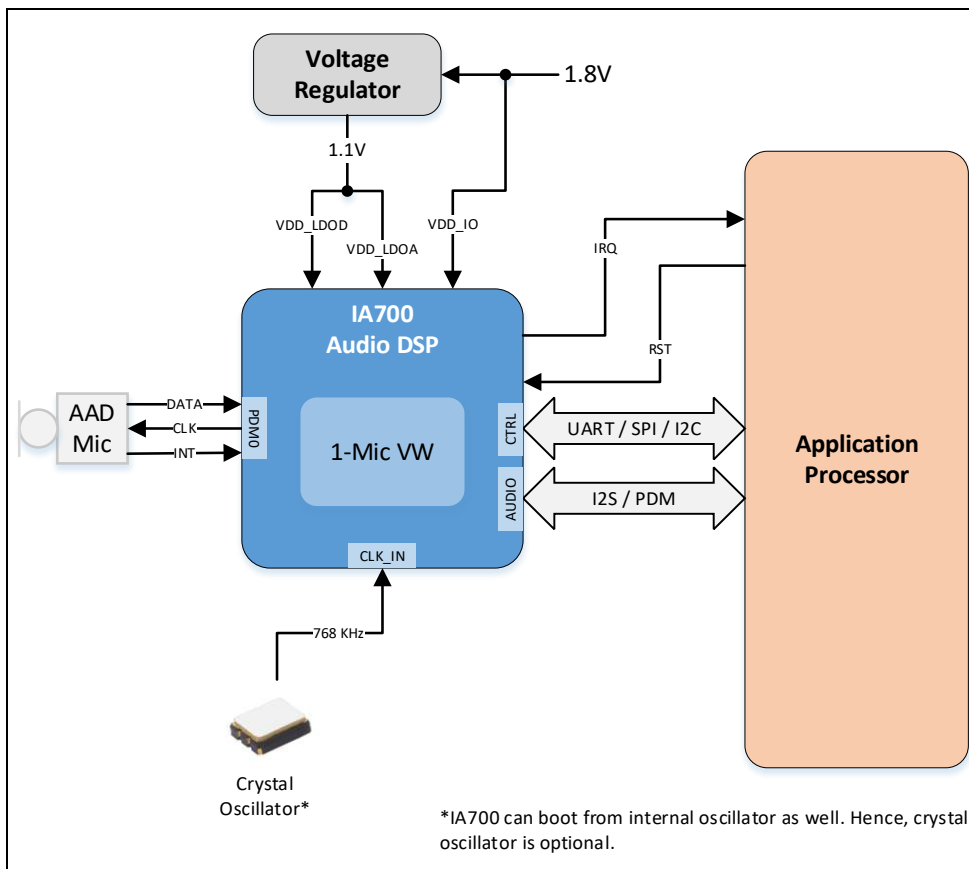 Voltage
Regulator
1.8V
1.1V
VDD_LDOD
VDD_LDOA
VDD_IO
IRQ
RST
IA700
Audio DSP
AAD
Mic
DATA
CLK
INT
PDM0
1-Mic VW
CTRL
UART / SPI / I2C
AUDIO
I2S / PDM
Application
Processor
CLK_IN
768 KHz
Crystal
Oscillator*
*IA700 can boot from internal oscillator as well. Hence, crystal
oscillator is optional.